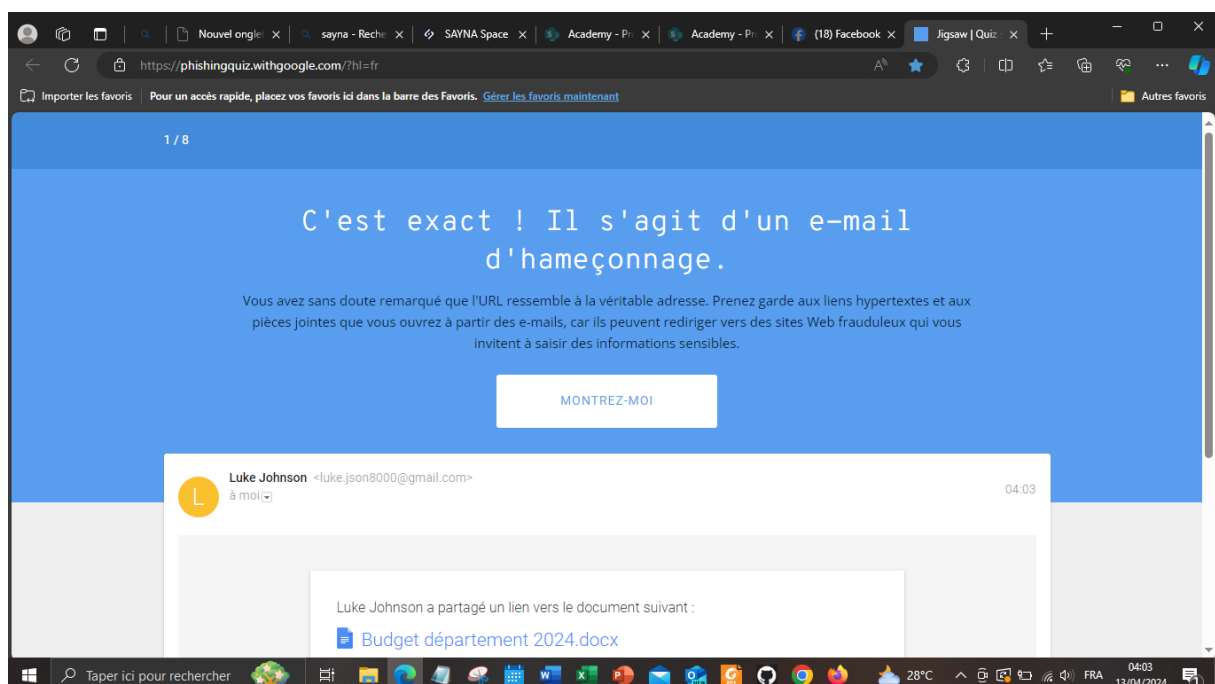 Nouvel ongle
sayna - Reche
SAYNA Space
Academy - Pr
Academy - Pr
(18) Facebook
Jigsaw | Quiz
https://phishingquiz.withgoogle.com/?hl=fr
Importer les favoris
Pour un accès rapide, placez vos favoris ici dans la barre des Favoris. Gérer les favoris maintenant
Autres favoris
1 / 8
C'est exact ! Il s'agit d'un e-mail
d'hameçonnage.
Vous avez sans doute remarqué que l'URL ressemble à la véritable adresse. Prenez garde aux liens hypertextes et aux
pièces jointes que vous ouvrez à partir des e-mails, car ils peuvent rediriger vers des sites Web frauduleux qui vous
invitent à saisir des informations sensibles.
MONTREZ-MOI
L
Luke Johnson <luke.json8000@gmail.com>
à moi
04:03
Luke Johnson a partagé un lien vers le document suivant :
Budget département 2024.docx
Taper ici pour rechercher
28°C
FRA
04:03
13/04/2024